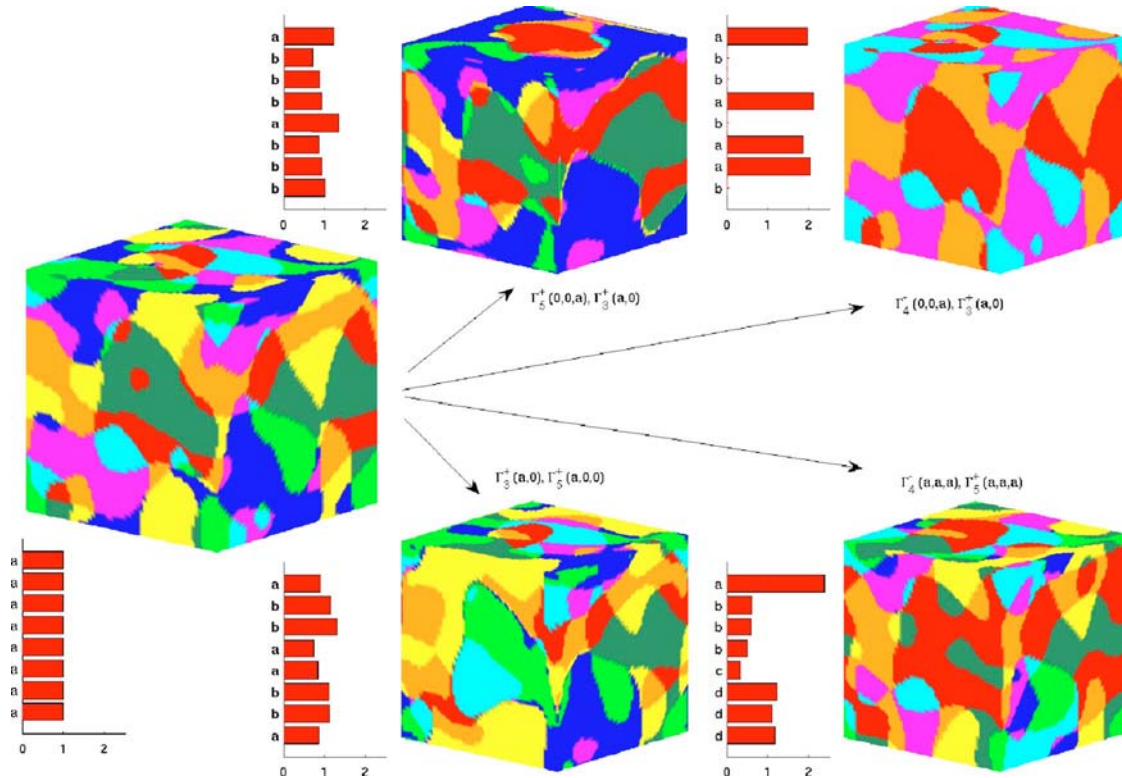 a
b
b
b
a
b
b
b
0 1 2
a
b
b
a
b
a
a
b
0 1 2
Γ₅⁺(0,0,a), Γ₃⁺(a,0)
Γ₄⁻(0,0,a), Γ₃⁺(a,0)
Γ₃⁺(a,0), Γ₅⁺(a,0,0)
Γ₄⁻(a,a,a), Γ₅⁺(a,a,a)
a
a
a
a
a
a
a
a
0 1 2
a
b
b
a
a
b
b
a
0 1 2
a
b
b
b
c
d
d
d
0 1 2